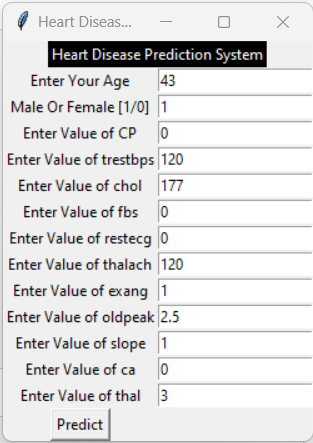 Heart Diseas...
Heart Disease Prediction System
Enter Your Age 43
Male Or Female [1/0] 1
Enter Value of CP 0
Enter Value of trestbps 120
Enter Value of chol 177
Enter Value of fbs 0
Enter Value of restecg 0
Enter Value of thalach 120
Enter Value of exang 1
Enter Value of oldpeak 2.5
Enter Value of slope 1
Enter Value of ca 0
Enter Value of thal 3
Predict